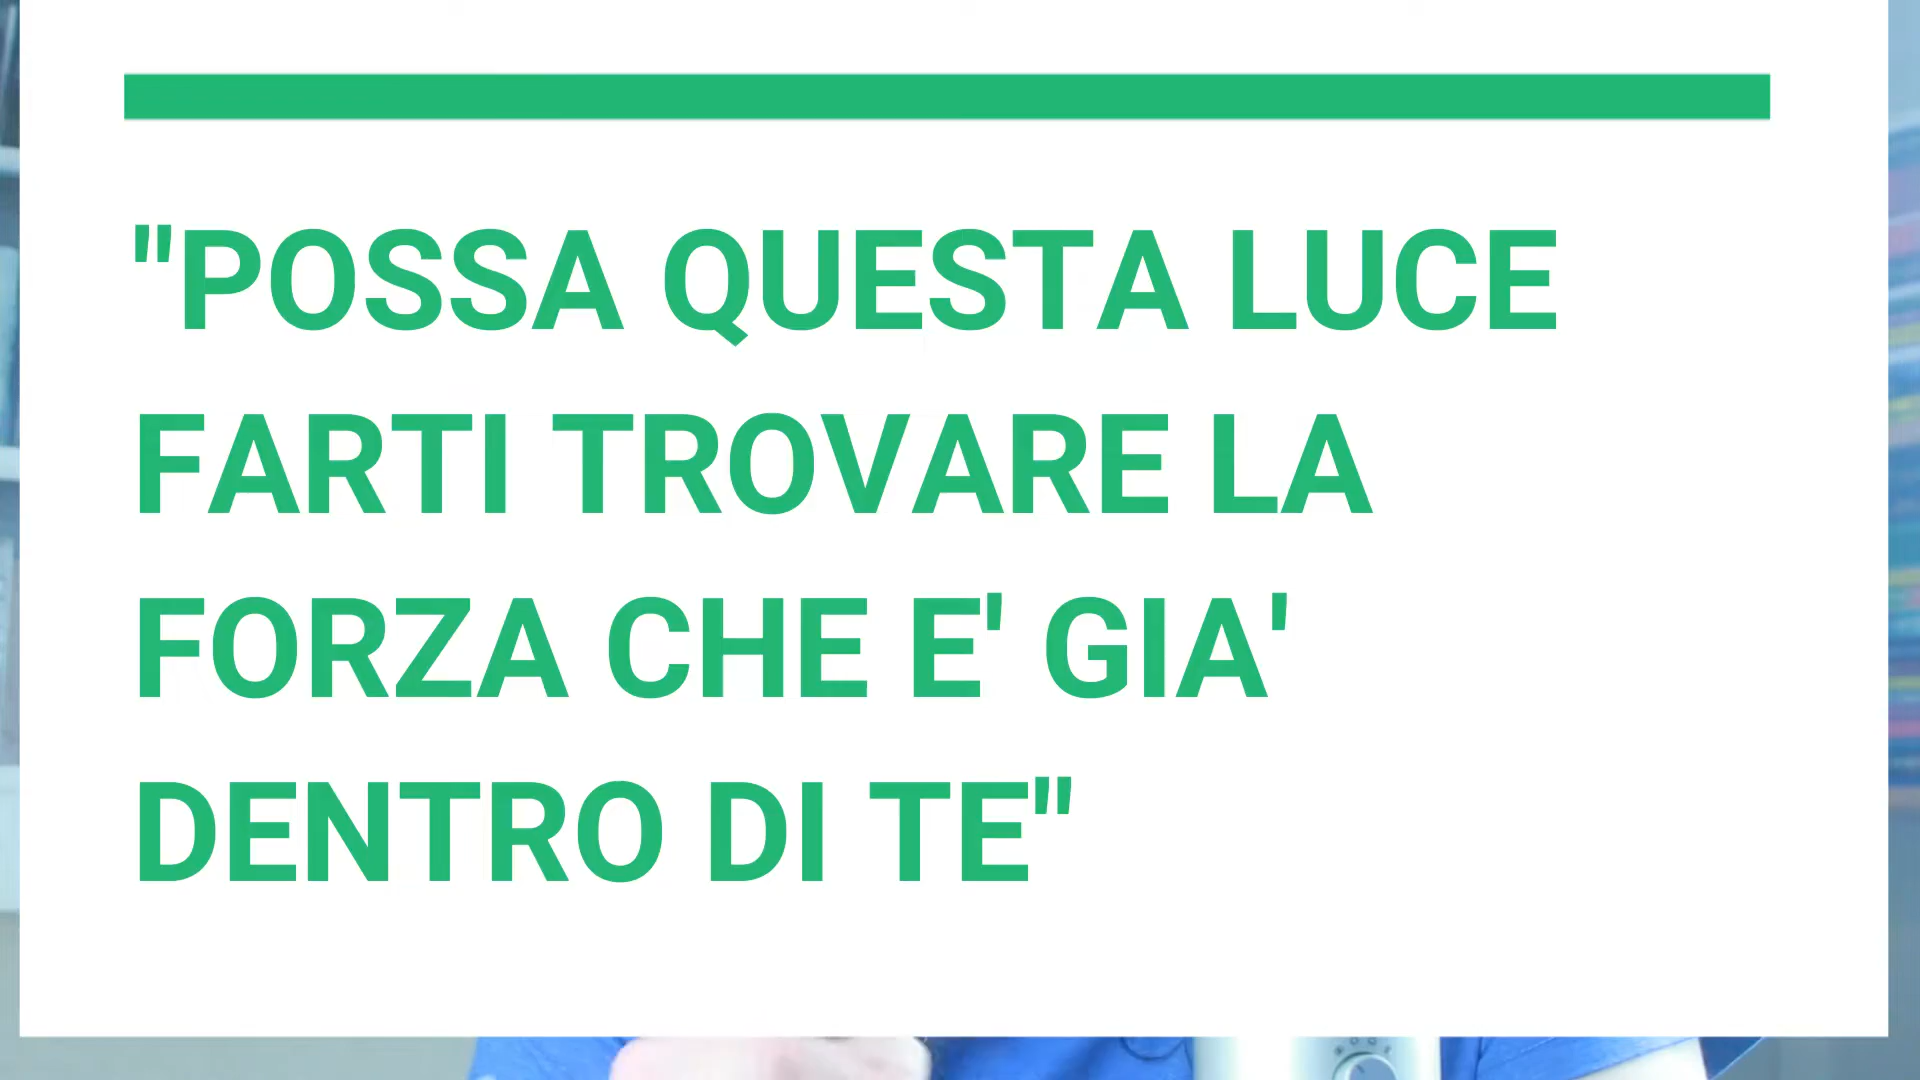 "POSSA QUESTA LUCE
FARTI TROVARE LA
FORZA CHE E' GIA'
DENTRO DI TE"